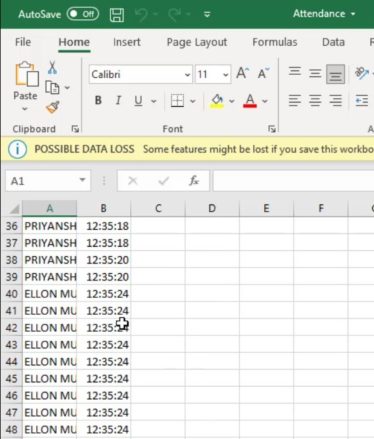 AutoSave Off Attendance
File Home Insert Page Layout Formulas Data
Paste
Calibri 11 A A
B I U A
Clipboard Font
POSSIBLE DATA LOSS Some features might be lost if you save this workbo
A1 fx
A B C D E F
36 PRIYANSH 12:35:18
37 PRIYANSH 12:35:18
38 PRIYANSH 12:35:20
39 PRIYANSH 12:35:20
40 ELLON MU 12:35:24
41 ELLON MU 12:35:24
42 ELLON MU 12:35:24
43 ELLON MU 12:35:24
44 ELLON MU 12:35:24
45 ELLON MU 12:35:24
46 ELLON MU 12:35:24
47 ELLON MU 12:35:24
48 ELLON MU 12:35:24